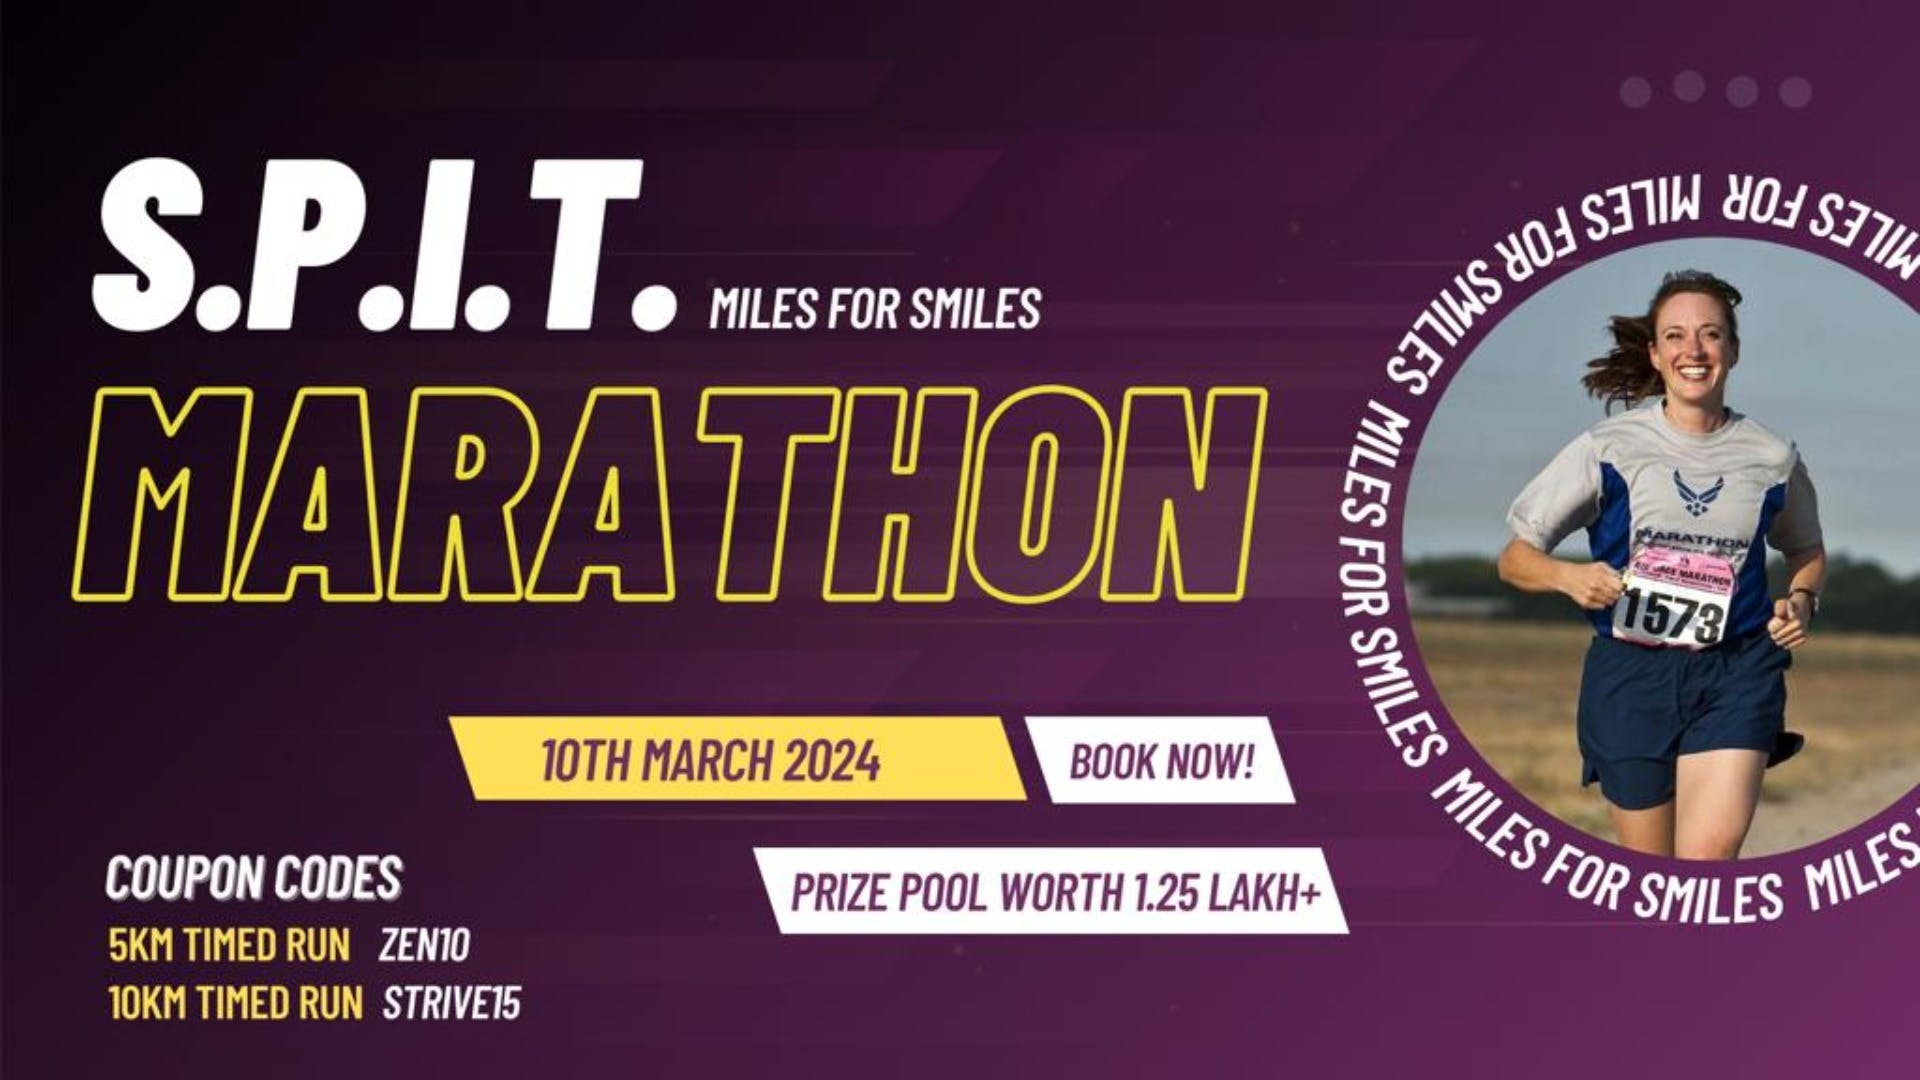 S.P.I.T. MILES FOR SMILES
MARATHON
10TH MARCH 2024
BOOK NOW!
PRIZE POOL WORTH 1.25 LAKH+
COUPON CODES
5KM TIMED RUN ZEN10
10KM TIMED RUN STRIVE15
MILES FOR SMILES MILES FOR SMILES MILES FOR SMILES MILES FOR MILES
MARATHON
MARATHON
1573